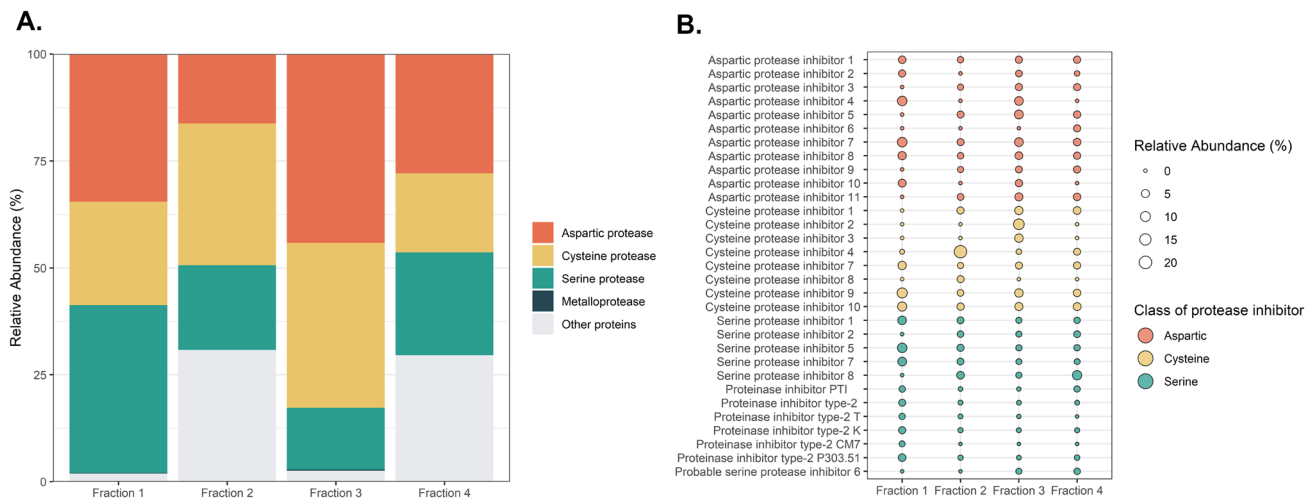 A.
100
75
50
25
0
Relative Abundance (%)
Fraction 1
Fraction 2
Fraction 3
Fraction 4
Aspartic protease
Cysteine protease
Serine protease
Metalloprotease
Other proteins
B.
Aspartic protease inhibitor 1
Aspartic protease inhibitor 2
Aspartic protease inhibitor 3
Aspartic protease inhibitor 4
Aspartic protease inhibitor 5
Aspartic protease inhibitor 6
Aspartic protease inhibitor 7
Aspartic protease inhibitor 8
Aspartic protease inhibitor 9
Aspartic protease inhibitor 10
Aspartic protease inhibitor 11
Cysteine protease inhibitor 1
Cysteine protease inhibitor 2
Cysteine protease inhibitor 3
Cysteine protease inhibitor 4
Cysteine protease inhibitor 7
Cysteine protease inhibitor 8
Cysteine protease inhibitor 9
Cysteine protease inhibitor 10
Serine protease inhibitor 1
Serine protease inhibitor 2
Serine protease inhibitor 5
Serine protease inhibitor 7
Serine protease inhibitor 8
Proteinase inhibitor PTI
Proteinase inhibitor type-2
Proteinase inhibitor type-2 T
Proteinase inhibitor type-2 K
Proteinase inhibitor type-2 CM7
Proteinase inhibitor type-2 P303.51
Probable serine protease inhibitor 6
Fraction 1
Fraction 2
Fraction 3
Fraction 4
Relative Abundance (%)
0
5
10
15
20
Class of protease inhibitor
Aspartic
Cysteine
Serine